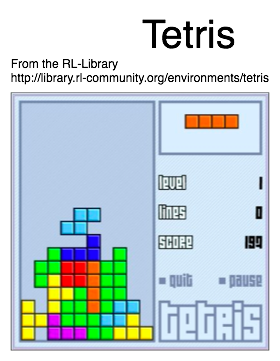 Tetris
From the RL-Library
http://library.rl-community.org/environments/tetris
level 1
lines 0
score 194
quit pause
tetris